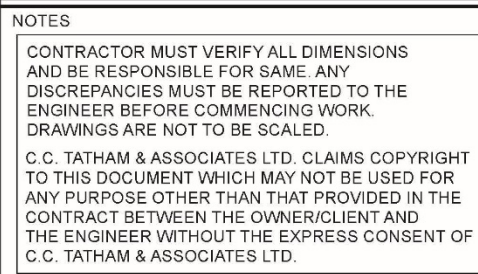 NOTES
CONTRACTOR MUST VERIFY ALL DIMENSIONS
AND BE RESPONSIBLE FOR SAME. ANY
DISCREPANCIES MUST BE REPORTED TO THE
ENGINEER BEFORE COMMENCING WORK.
DRAWINGS ARE NOT TO BE SCALED.
C.C. TATHAM & ASSOCIATES LTD. CLAIMS COPYRIGHT
TO THIS DOCUMENT WHICH MAY NOT BE USED FOR
ANY PURPOSE OTHER THAN THAT PROVIDED IN THE
CONTRACT BETWEEN THE OWNER/CLIENT AND
THE ENGINEER WITHOUT THE EXPRESS CONSENT OF
C.C. TATHAM & ASSOCIATES LTD.